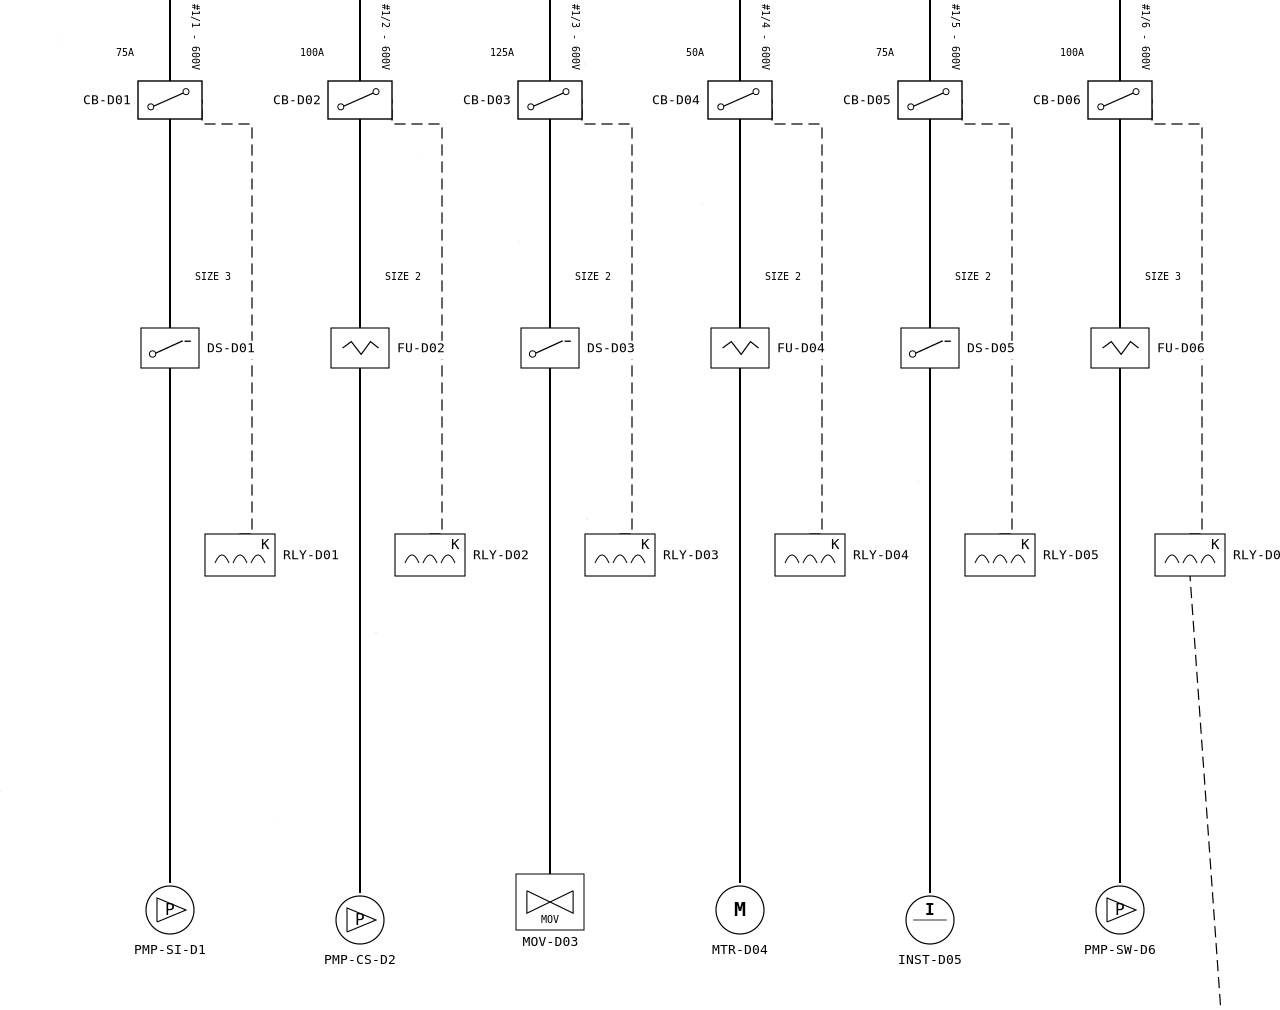 #1/1 - 600V
#1/2 - 600V
#1/3 - 600V
#1/4 - 600V
#1/5 - 600V
#1/6 - 600V
75A
100A
125A
50A
75A
100A
CB-D01
CB-D02
CB-D03
CB-D04
CB-D05
CB-D06
SIZE 3
SIZE 2
SIZE 2
SIZE 2
SIZE 2
SIZE 3
DS-D01
FU-D02
DS-D03
FU-D04
DS-D05
FU-D06
K
K
K
K
K
K
RLY-D01
RLY-D02
RLY-D03
RLY-D04
RLY-D05
RLY-D0
P
P
MOV
M
I
P
PMP-SI-D1
PMP-CS-D2
MOV-D03
MTR-D04
INST-D05
PMP-SW-D6